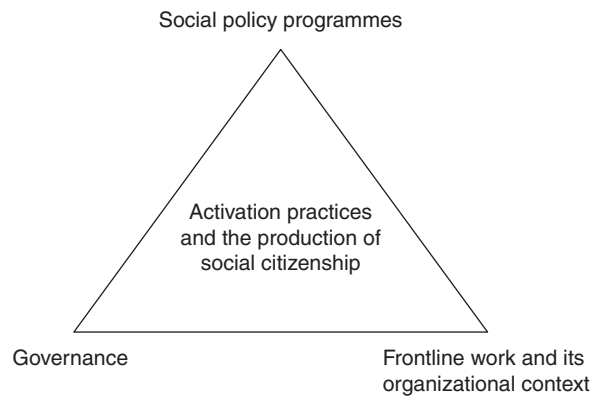 Social policy programmes
Activation practices
and the production of
social citizenship
Governance
Frontline work and its
organizational context